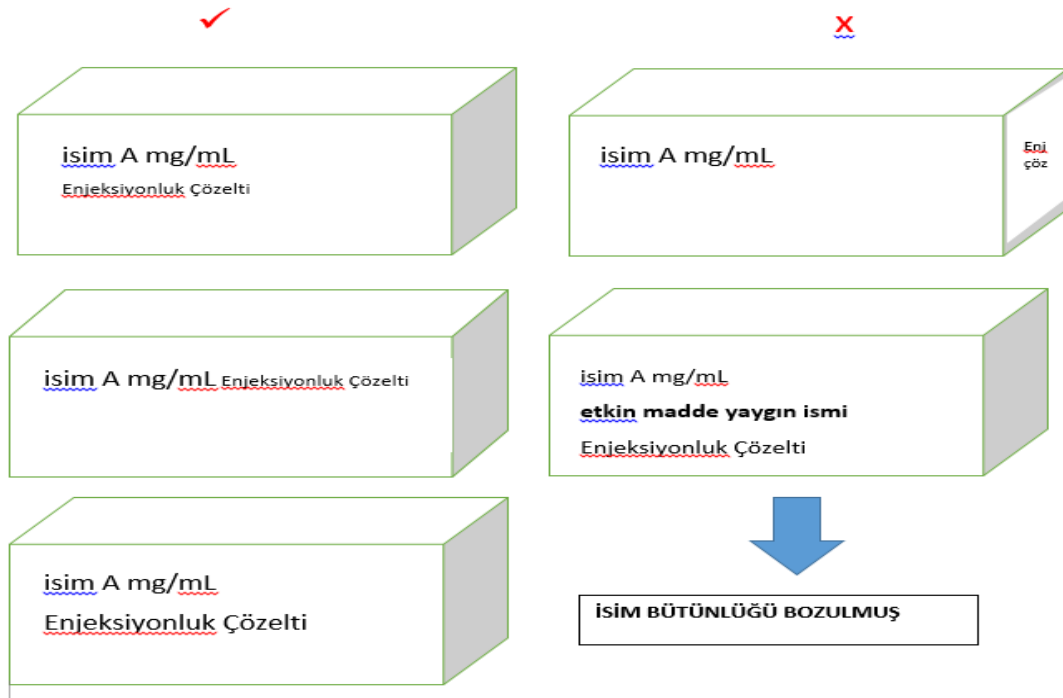 ✓
X
isim A mg/mL
Enjeksiyonluk Çözelti
isim A mg/mL
Enj
çöz
isim A mg/mL Enjeksiyonluk Çözelti
isim A mg/mL
etkin madde yaygın ismi
Enjeksiyonluk Çözelti
isim A mg/mL
Enjeksiyonluk Çözelti
İSİM BÜTÜNLÜĞÜ BOZULMUŞ